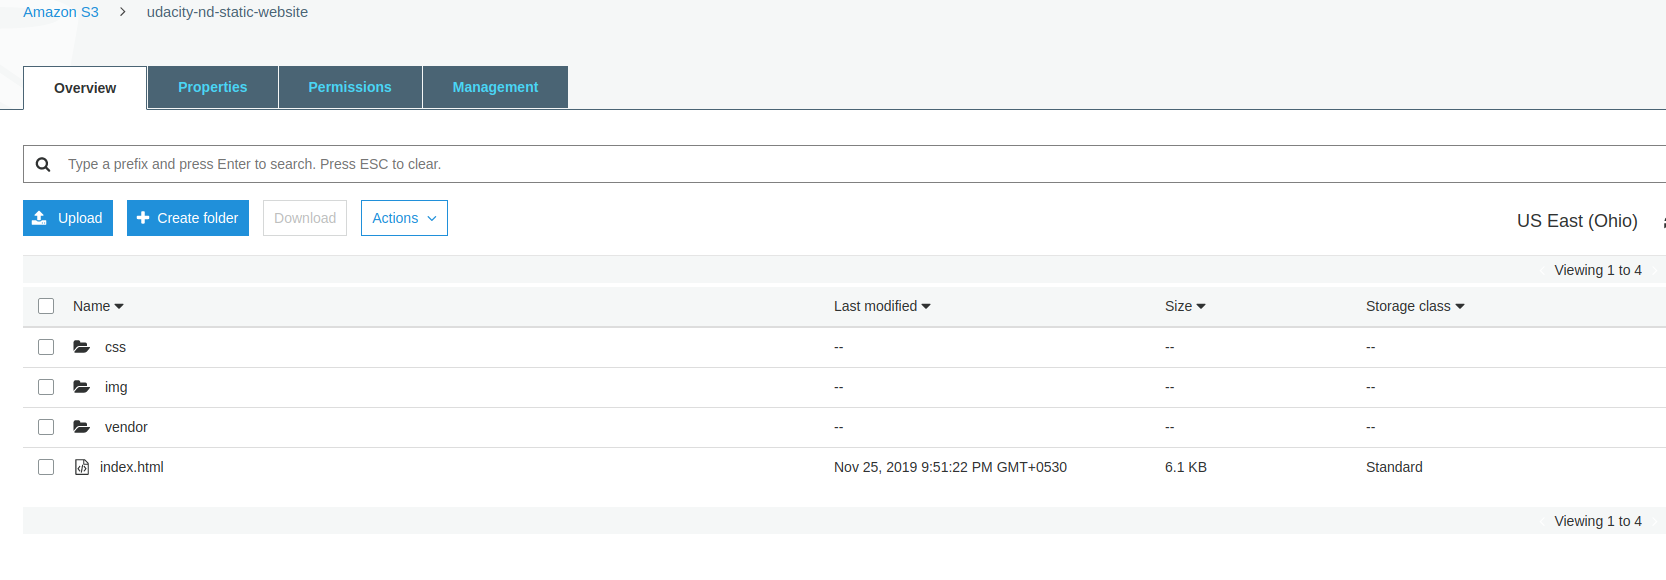 Amazon S3 > udacity-nd-static-website
Overview Properties Permissions Management
Type a prefix and press Enter to search. Press ESC to clear.
Upload Create folder Download Actions
US East (Ohio)
Viewing 1 to 4
Name Last modified Size Storage class
css -- -- --
img -- -- --
vendor -- -- --
index.html Nov 25, 2019 9:51:22 PM GMT+0530 6.1 KB Standard
Viewing 1 to 4